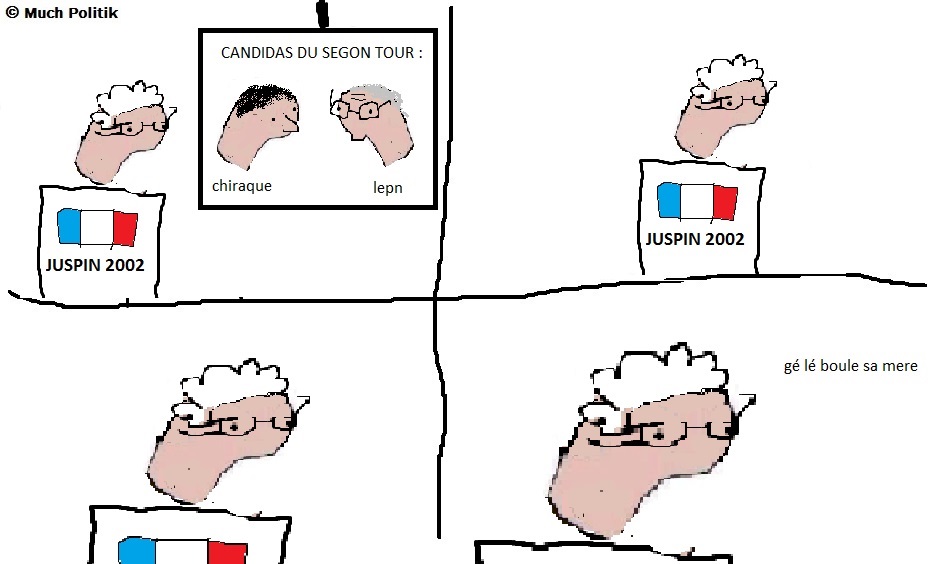 © Much Politik
CANDIDAS DU SEGON TOUR :
chiraque
lepn
JUSPIN 2002
JUSPIN 2002
gé lé boule sa mere